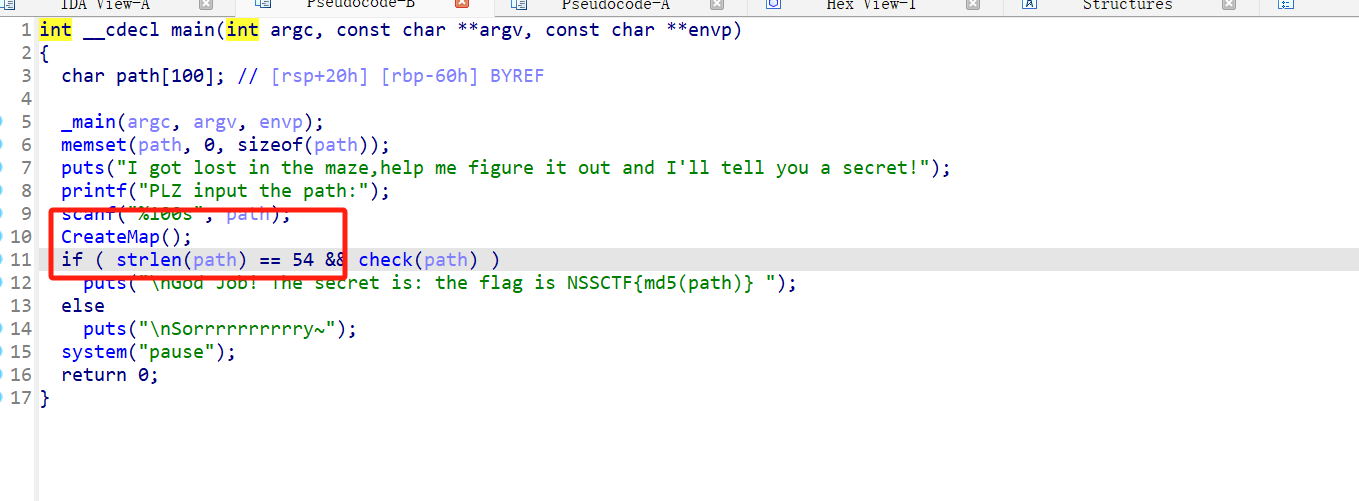 IDA View-A Pseudocode-B Pseudocode-A Hex View-1 Structures
1 int __cdecl main(int argc, const char **argv, const char **envp)
2 {
3 char path[100]; // [rsp+20h] [rbp-60h] BYREF
4
5 _main(argc, argv, envp);
6 memset(path, 0, sizeof(path));
7 puts("I got lost in the maze,help me figure it out and I'll tell you a secret!");
8 printf("PLZ input the path:");
9 scanf("%100s", path);
10 CreateMap();
11 if ( strlen(path) == 54 && check(path) )
12 puts("\nGod Job! The secret is: the flag is NSSCTF{md5(path)} ");
13 else
14 puts("\nSorrrrrrrrrry~");
15 system("pause");
16 return 0;
17 }